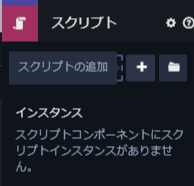 スクリプト
スクリプトの追加
インスタンス
スクリプトコンポーネントにス
クリプトインスタンスがありませ
ん。